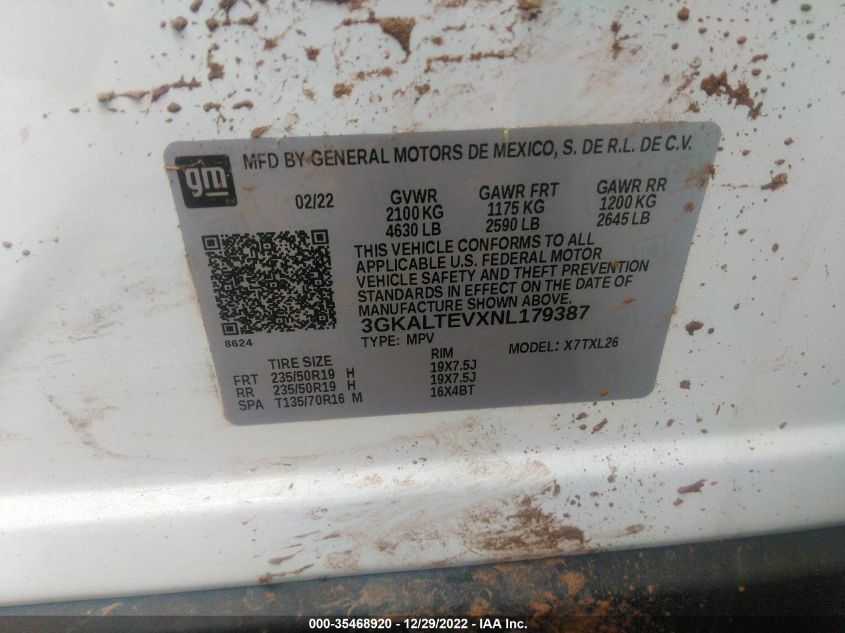 gm
MFD BY GENERAL MOTORS DE MEXICO, S. DE R.L. DE C.V.
02/22
GVWR
2100 KG
4630 LB
GAWR FRT
1175 KG
2590 LB
GAWR RR
1200 KG
2645 LB
THIS VEHICLE CONFORMS TO ALL
APPLICABLE U.S. FEDERAL MOTOR
VEHICLE SAFETY AND THEFT PREVENTION
STANDARDS IN EFFECT ON THE DATE OF
MANUFACTURE SHOWN ABOVE.
3GKALTEVXNL179387
8624
TYPE: MPV
MODEL: X7TXL26
TIRE SIZE
RIM
FRT 235/50R19 H 19X7.5J
RR 235/50R19 H 19X7.5J
SPA T135/70R16 M 16X4BT
000-35468920 - 12/29/2022 - IAA Inc.